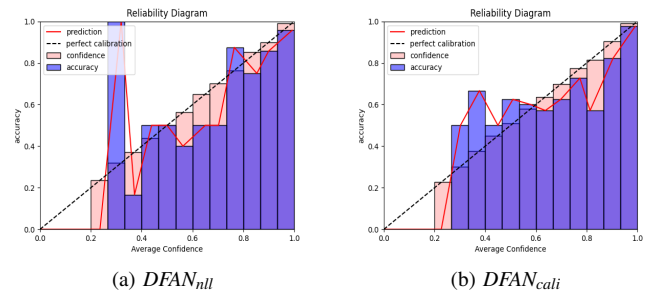 Reliability Diagram
prediction
perfect calibration
confidence
accuracy
accuracy
1.0
0.8
0.6
0.4
0.2
0.0
0.0 0.2 0.4 0.6 0.8 1.0
Average Confidence
(a) DFANnll
Reliability Diagram
prediction
perfect calibration
confidence
accuracy
accuracy
1.0
0.8
0.6
0.4
0.2
0.0
0.0 0.2 0.4 0.6 0.8 1.0
Average Confidence
(b) DFANcali